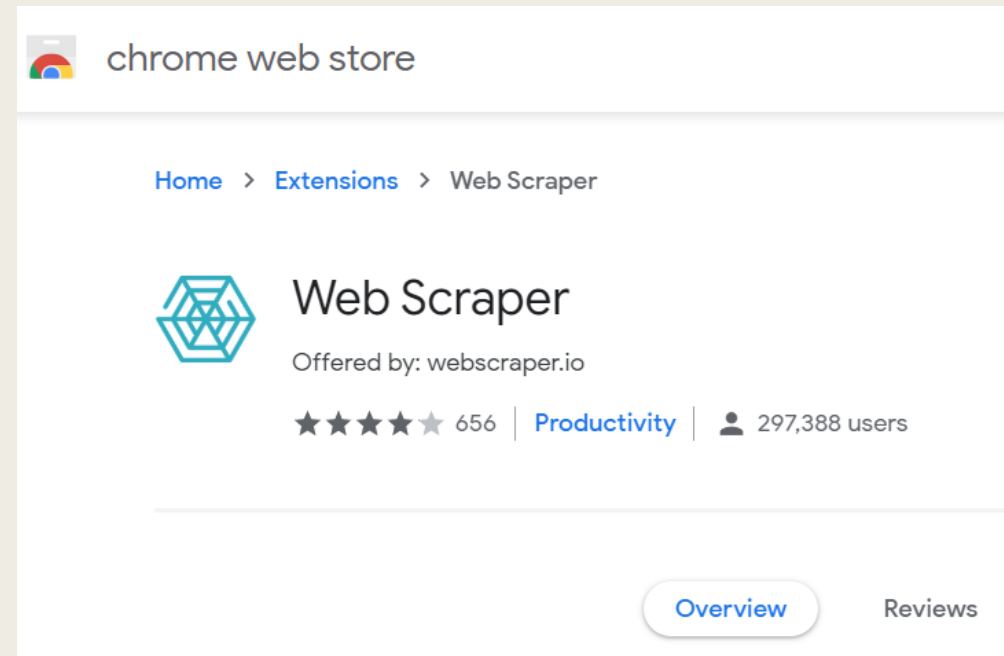 chrome web store
Home > Extensions > Web Scraper
Web Scraper
Offered by: webscraper.io
★★★★★ 656 | Productivity | 297,388 users
Overview Reviews